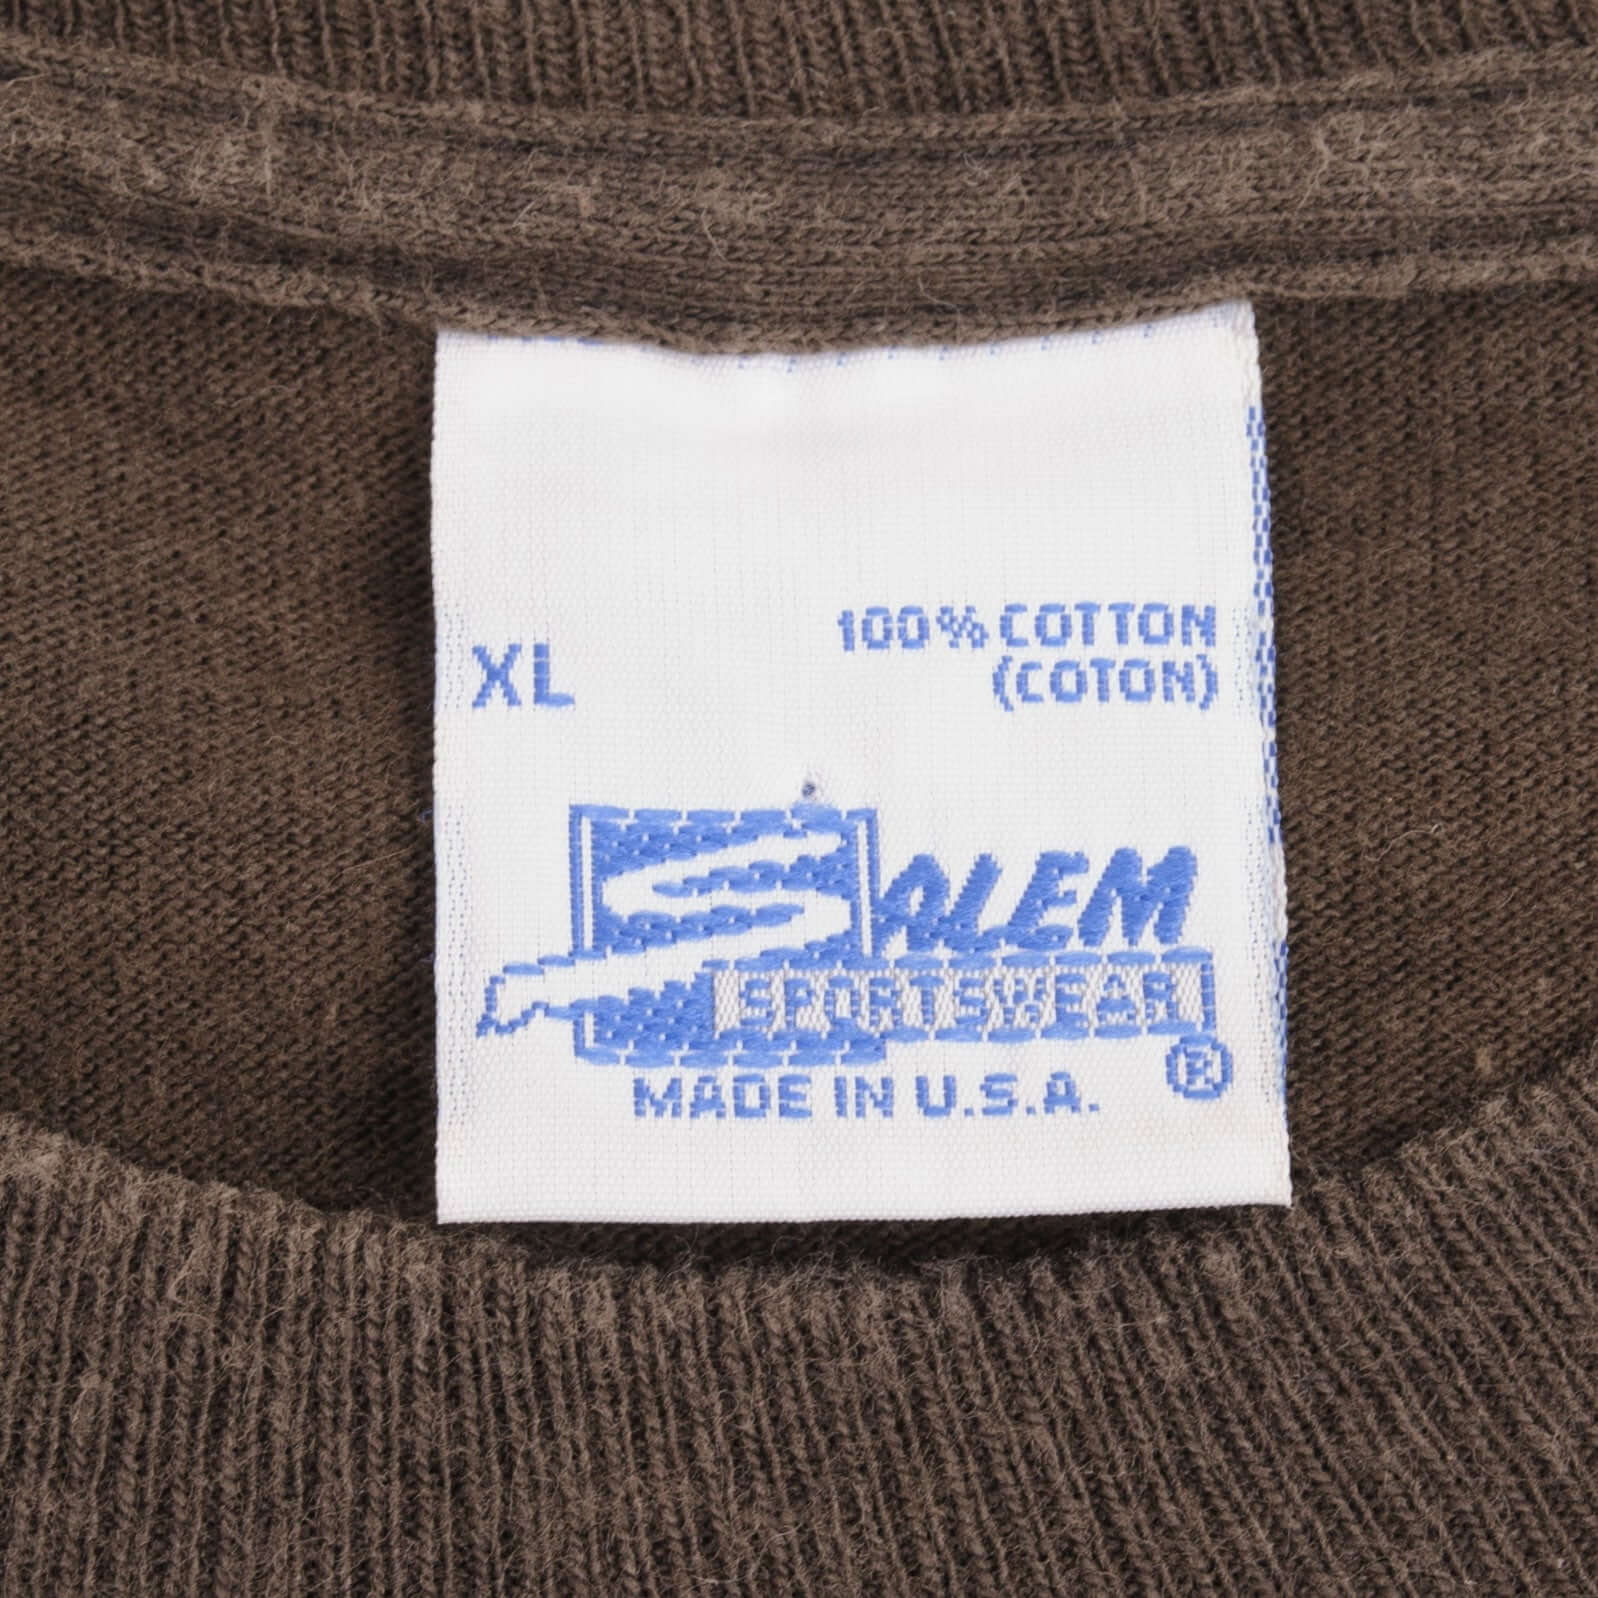 XL
100% COTTON
(COTON)
SALEM
SPORTSWEAR
®
MADE IN U.S.A.